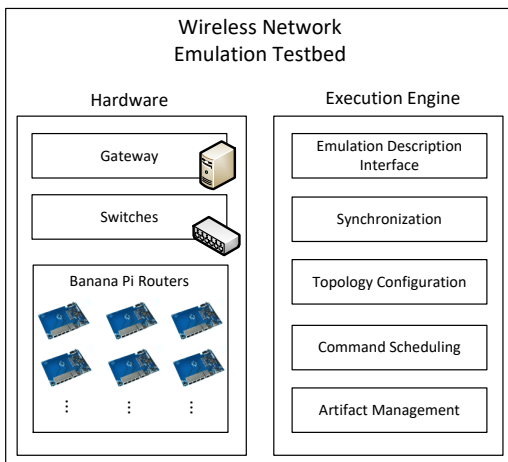 Wireless Network
Emulation Testbed
Hardware
Gateway
Switches
Banana Pi Routers
⋮ ⋮ ⋮
Execution Engine
Emulation Description
Interface
Synchronization
Topology Configuration
Command Scheduling
Artifact Management